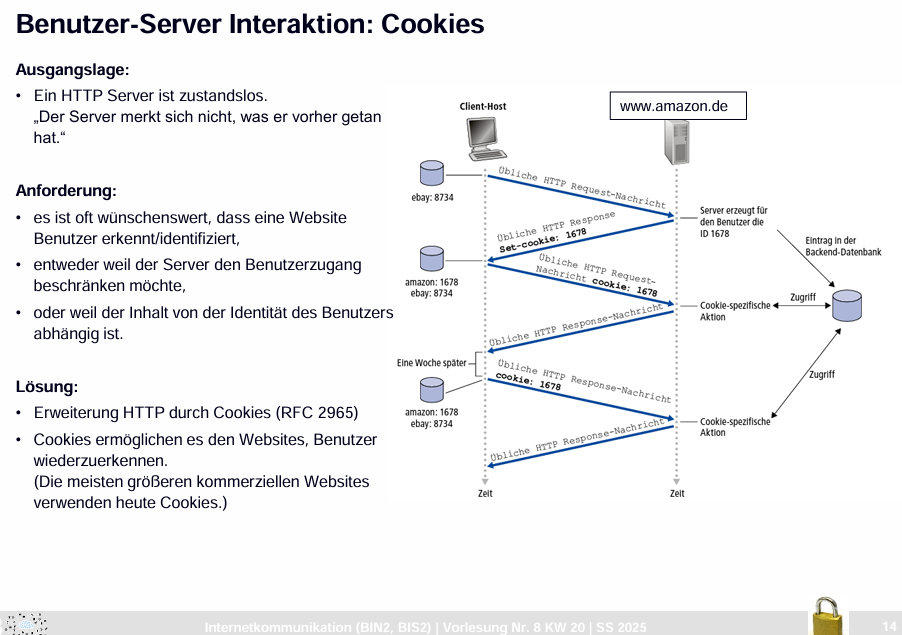 Benutzer-Server Interaktion: Cookies
Ausgangslage:
• Ein HTTP Server ist zustandslos.
„Der Server merkt sich nicht, was er vorher getan
hat.“
Anforderung:
• es ist oft wünschenswert, dass eine Website
Benutzer erkennt/identifiziert,
• entweder weil der Server den Benutzerzugang
beschränken möchte,
• oder weil der Inhalt von der Identität des Benutzers
abhängig ist.
Lösung:
• Erweiterung HTTP durch Cookies (RFC 2965)
• Cookies ermöglichen es den Websites, Benutzer
wiederzuerkennen.
(Die meisten größeren kommerziellen Websites
verwenden heute Cookies.)
Client-Host
www.amazon.de
ebay: 8734
Übliche HTTP Request-Nachricht
Server erzeugt für
den Benutzer die
ID 1678
Eintrag in der
Backend-Datenbank
Übliche HTTP Response
Set-cookie: 1678
amazon: 1678
ebay: 8734
Übliche HTTP Request-
Nachricht cookie: 1678
Cookie-spezifische
Aktion
Zugriff
Übliche HTTP Response-Nachricht
Eine Woche später
Übliche HTTP Response-Nachricht
cookie: 1678
amazon: 1678
ebay: 8734
Zugriff
Cookie-spezifische
Aktion
Übliche HTTP Response-Nachricht
Zeit
Zeit
Internetkommunikation (BIN2, BIS2) | Vorlesung Nr. 8 KW 20 | SS 2025
14